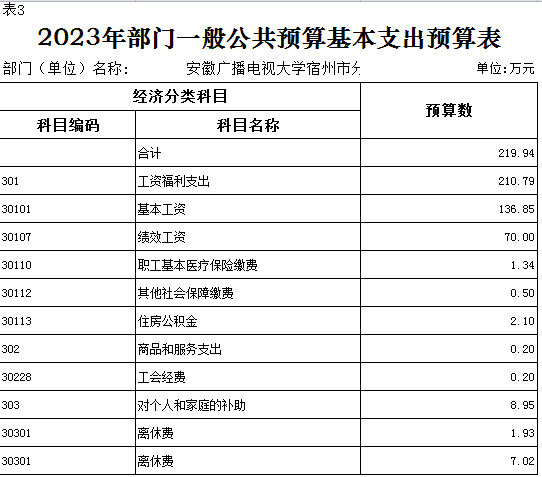 表3
2023年部门一般公共预算基本支出预算表
部门（单位）名称： 安徽广播电视大学宿州市分 单位:万元
经济分类科目 预算数
科目编码 科目名称
合计 219.94
301 工资福利支出 210.79
30101 基本工资 136.85
30107 绩效工资 70.00
30110 职工基本医疗保险缴费 1.34
30112 其他社会保障缴费 0.50
30113 住房公积金 2.10
302 商品和服务支出 0.20
30228 工会经费 0.20
303 对个人和家庭的补助 8.95
30301 离休费 1.93
30301 离休费 7.02